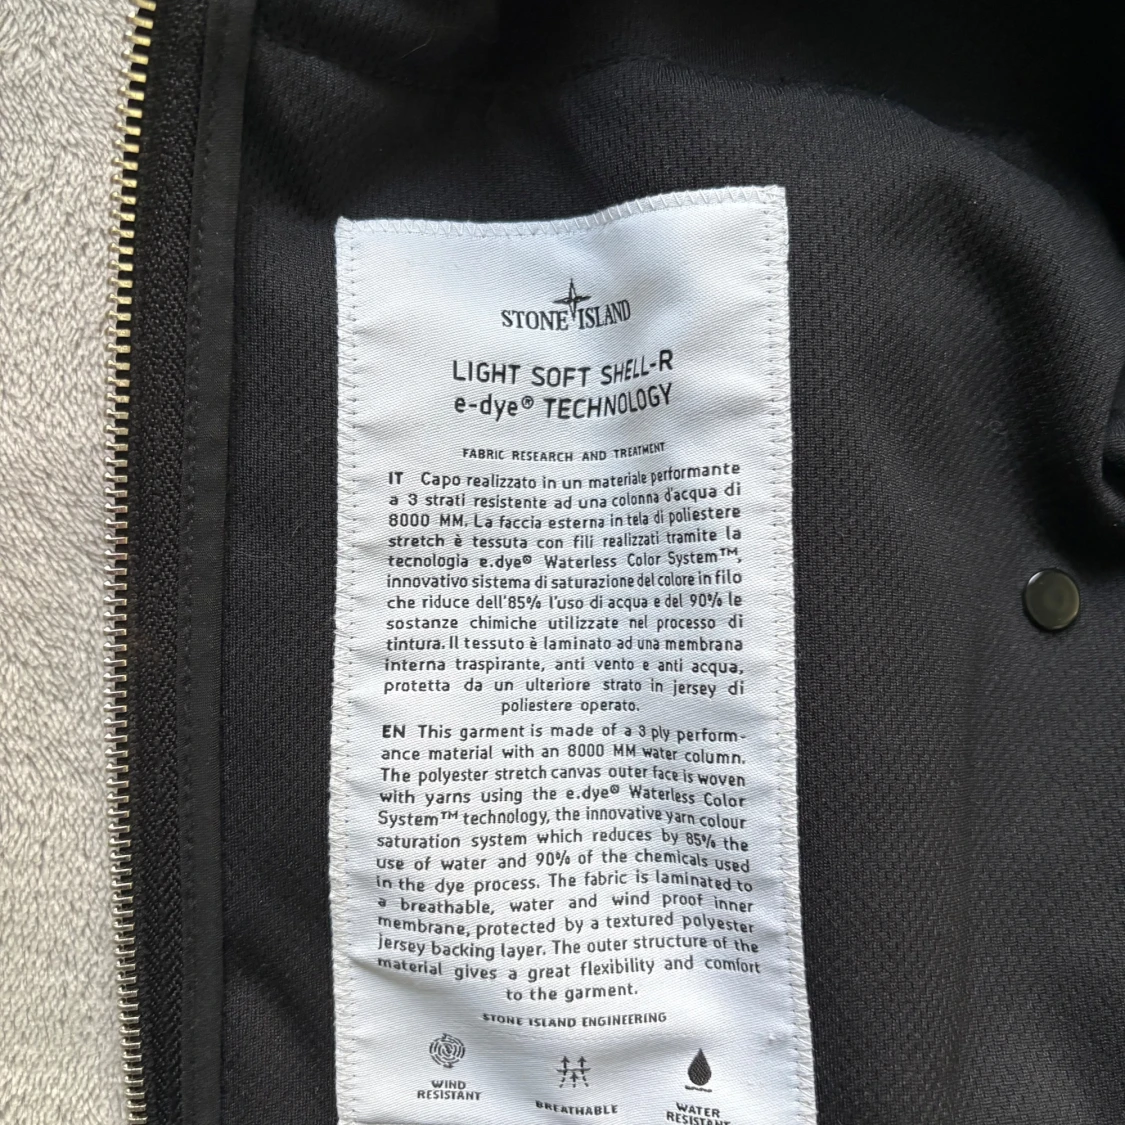 STONE ISLAND
LIGHT SOFT SHELL-R
e-dye® TECHNOLOGY
FABRIC RESEARCH AND TREATMENT
IT Capo realizzato in un materiale performante
a 3 strati resistente ad una colonna d'acqua di
8000 MM. La faccia esterna in tela di poliestere
stretch è tessuta con fili realizzati tramite la
tecnologia e.dye® Waterless Color System™,
innovativo sistema di saturazione del colore in filo
che riduce dell'85% l'uso di acqua e del 90% le
sostanze chimiche utilizzate nel processo di
tintura. Il tessuto è laminato ad una membrana
interna traspirante, anti vento e anti acqua,
protetta da un ulteriore strato in jersey di
poliestere operato.
EN This garment is made of a 3 ply perform-
ance material with an 8000 MM water column.
The polyester stretch canvas outer face is woven
with yarns using the e.dye® Waterless Color
System™ technology, the innovative yarn colour
saturation system which reduces by 85% the
use of water and 90% of the chemicals used
in the dye process. The fabric is laminated to
a breathable, water and wind proof inner
membrane, protected by a textured polyester
jersey backing layer. The outer structure of the
material gives a great flexibility and comfort
to the garment.
STONE ISLAND ENGINEERING
WIND
RESISTANT
BREATHABLE
WATER
RESISTANT